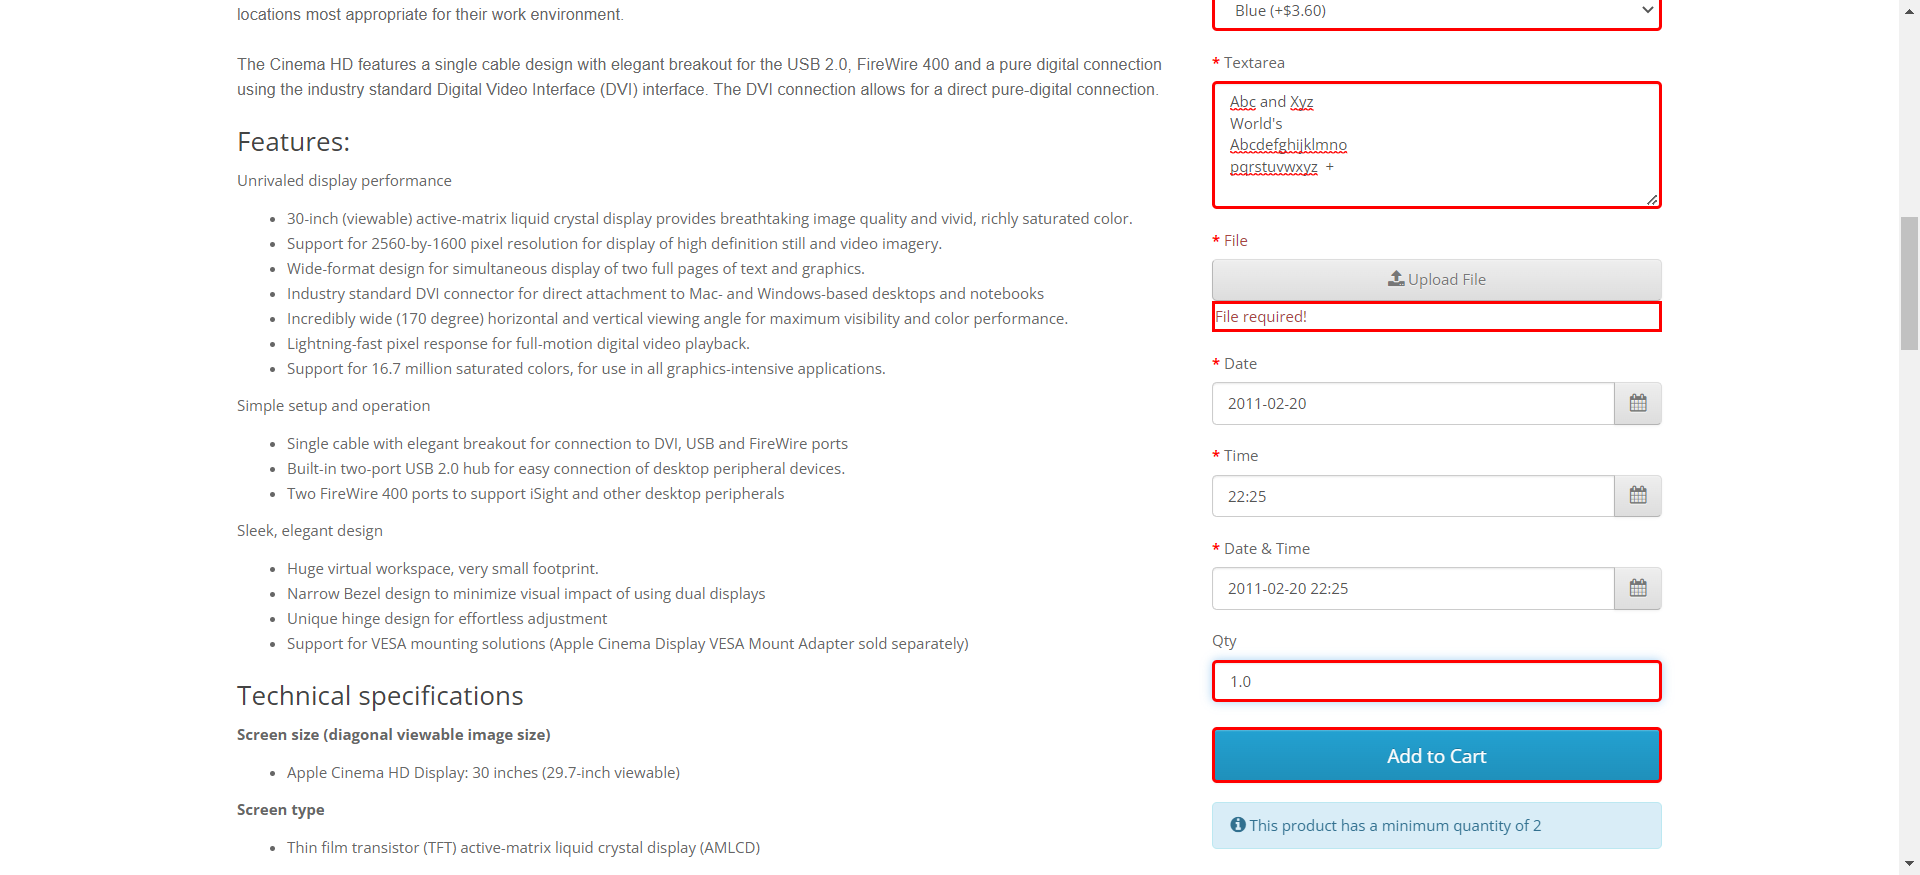 locations most appropriate for their work environment.
The Cinema HD features a single cable design with elegant breakout for the USB 2.0, FireWire 400 and a pure digital connection
using the industry standard Digital Video Interface (DVI) interface. The DVI connection allows for a direct pure-digital connection.
Features:
Unrivaled display performance
30-inch (viewable) active-matrix liquid crystal display provides breathtaking image quality and vivid, richly saturated color.
Support for 2560-by-1600 pixel resolution for display of high definition still and video imagery.
Wide-format design for simultaneous display of two full pages of text and graphics.
Industry standard DVI connector for direct attachment to Mac- and Windows-based desktops and notebooks
Incredibly wide (170 degree) horizontal and vertical viewing angle for maximum visibility and color performance.
Lightning-fast pixel response for full-motion digital video playback.
Support for 16.7 million saturated colors, for use in all graphics-intensive applications.
Simple setup and operation
Single cable with elegant breakout for connection to DVI, USB and FireWire ports
Built-in two-port USB 2.0 hub for easy connection of desktop peripheral devices.
Two FireWire 400 ports to support iSight and other desktop peripherals
Sleek, elegant design
Huge virtual workspace, very small footprint.
Narrow Bezel design to minimize visual impact of using dual displays
Unique hinge design for effortless adjustment
Support for VESA mounting solutions (Apple Cinema Display VESA Mount Adapter sold separately)
Technical specifications
Screen size (diagonal viewable image size)
Apple Cinema HD Display: 30 inches (29.7-inch viewable)
Screen type
Thin film transistor (TFT) active-matrix liquid crystal display (AMLCD)
Blue (+$3.60)
* Textarea
Abc and Xyz
World's
Abcdefghijklmno
pqrstuvwxyz +
* File
Upload File
File required!
* Date
2011-02-20
* Time
22:25
* Date & Time
2011-02-20 22:25
Qty
1.0
Add to Cart
This product has a minimum quantity of 2